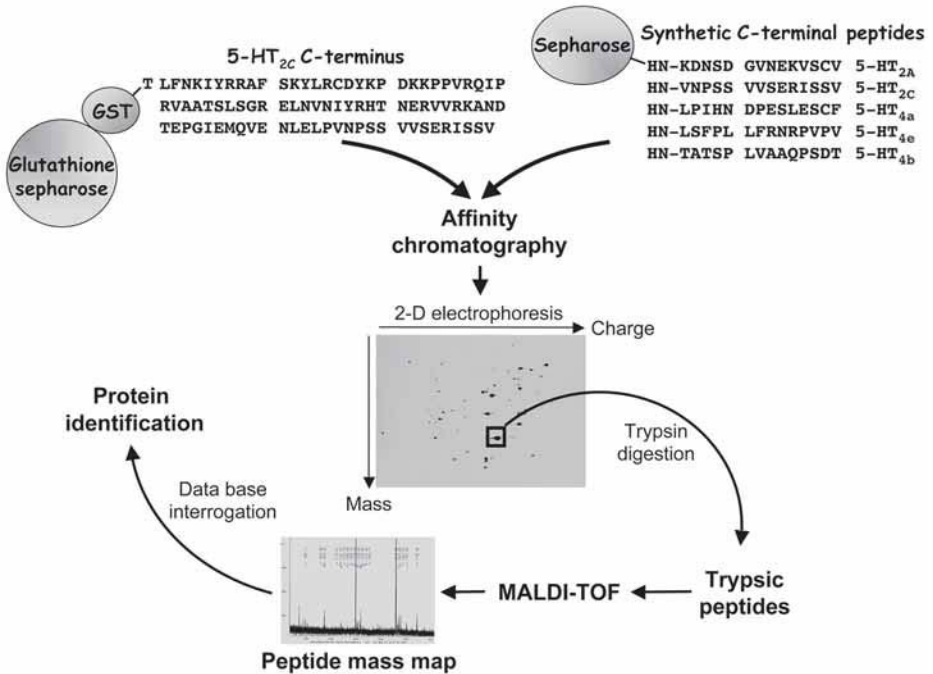 5-HT2C C-terminus
T LFNKIYRRAF SKYLRCDYKP DKKPPVRQIP
RVAATSLSGR ELNVNIYRHT NERVVRKAND
TEPGIEMQVE NLELPVNPSS VVSERISSV
GST
Glutathione
sepharose
Sepharose
Synthetic C-terminal peptides
HN-KDNSD GVNEKVSCV 5-HT2A
HN-VNPSS VVSERISSV 5-HT2C
HN-LPIHN DPESLESCF 5-HT4a
HN-LSFPLL LFRNRPVPV 5-HT4e
HN-TATSP LVAAQPSDT 5-HT4b
Affinity
chromatography
2-D electrophoresis
Charge
Mass
Trypsin
digestion
Trypsic
peptides
MALDI-TOF
Peptide mass map
Data base
interrogation
Protein
identification